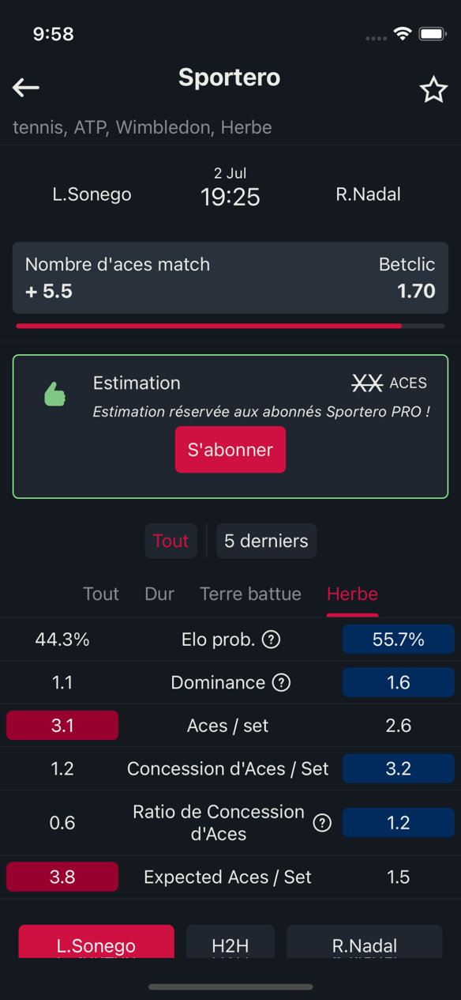 9:58
Sportero
tennis, ATP, Wimbledon, Herbe
2 Jul
L.Sonego 19:25 R.Nadal
Nombre d'aces match Betclic
+ 5.5 1.70
Estimation XX ACES
Estimation réservée aux abonnés Sportero PRO !
S'abonner
Tout 5 derniers
Tout Dur Terre battue Herbe
44.3% Elo prob. ? 55.7%
1.1 Dominance ? 1.6
3.1 Aces / set 2.6
1.2 Concession d'Aces / Set 3.2
0.6 Ratio de Concession ? 1.2
d'Aces
3.8 Expected Aces / Set 1.5
L.Sonego H2H R.Nadal